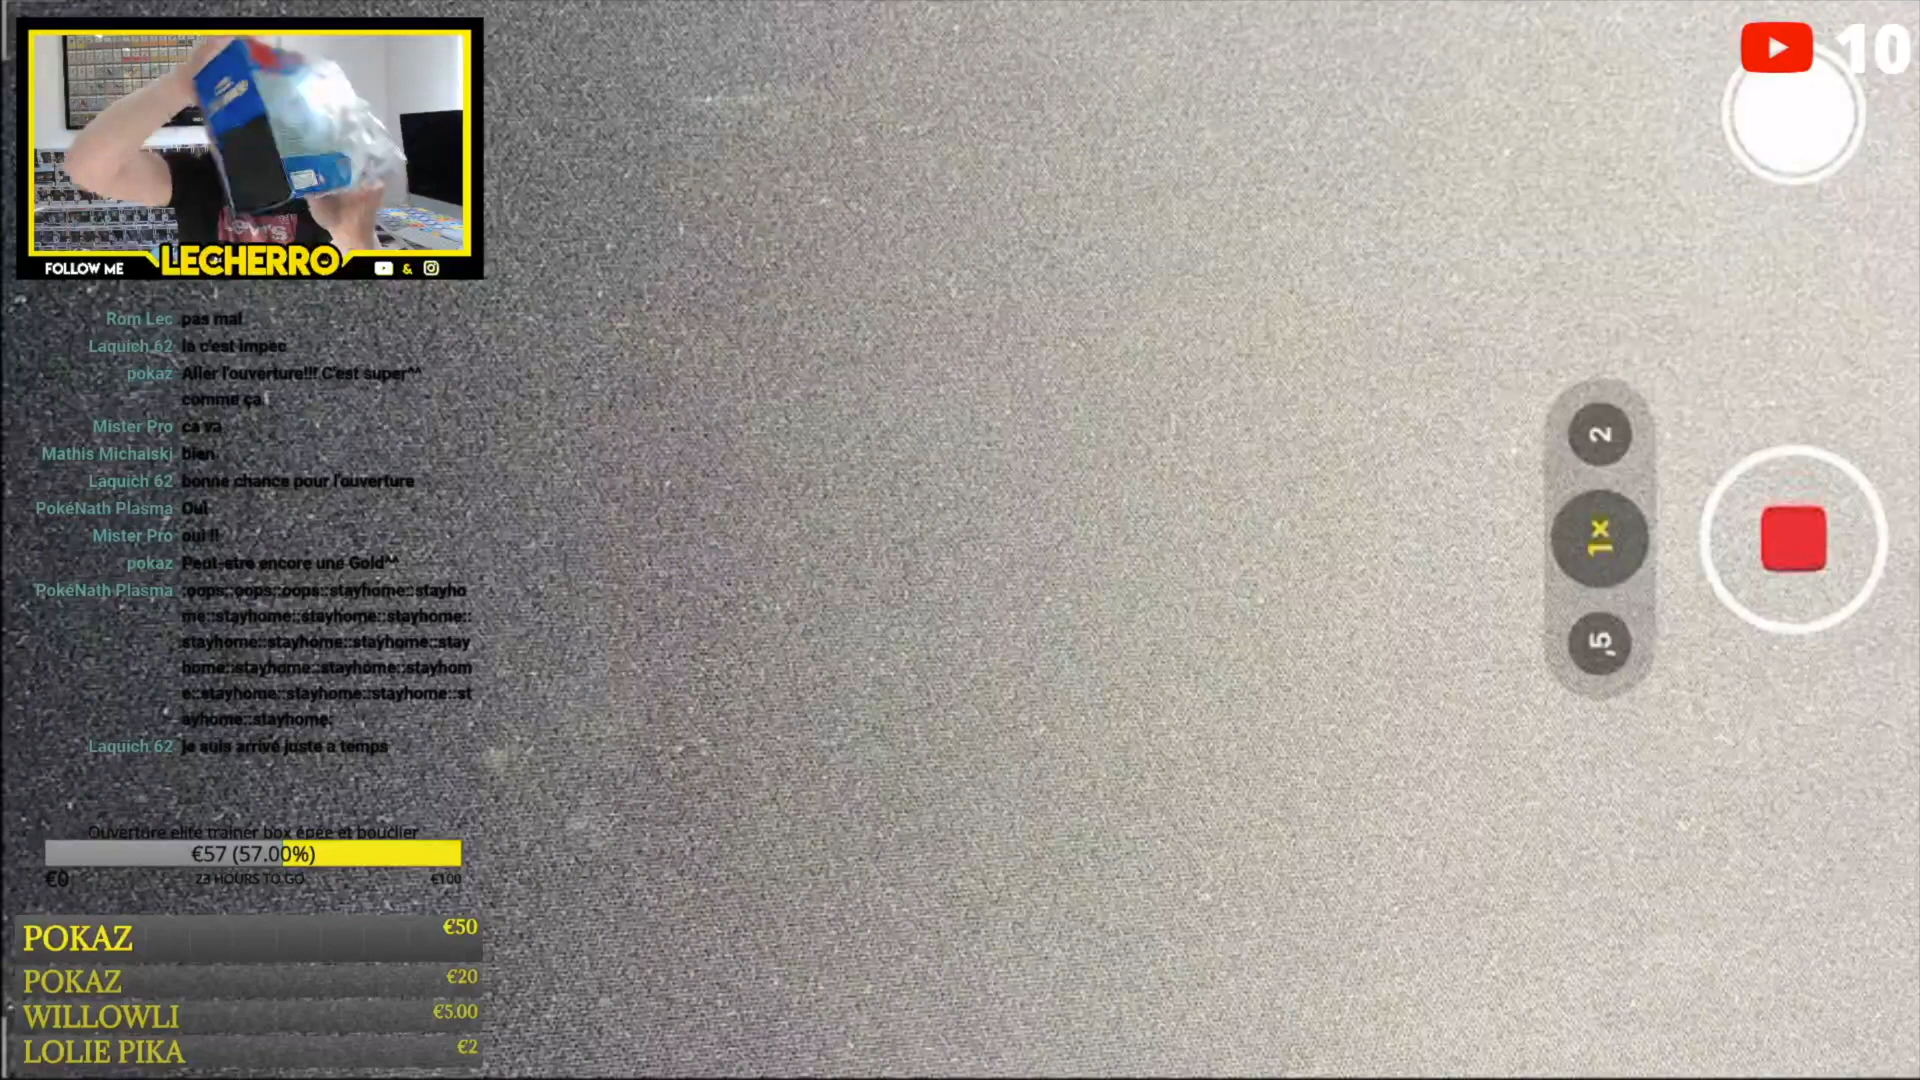 10
LECHERRO
FOLLOW ME
&
Rom Lec pas mal
Laquich 62 la c'est impec
pokaz Aller l'ouverture!!! C'est super^^
comme ça
Mister Pro ca va
Mathis Michalski bien
Laquich 62 bonne chance pour l'ouverture
PokéNath Plasma Oui
Mister Pro oui !!
pokaz Peut-etre encore une Gold^^
PokéNath Plasma :oops::oops::oops::stayhome::stayho
me::stayhome::stayhome::stayhome::
stayhome::stayhome::stayhome::stay
home::stayhome::stayhome::stayhom
e::stayhome::stayhome::stayhome::st
ayhome::stayhome:
Laquich 62 je suis arrivé juste a temps
2
1×
,5
Ouverture elite trainer box épée et bouclier
€57 (57.00%)
€0 23 HOURS TO GO €100
POKAZ €50
POKAZ €20
WILLOWLI €5.00
LOLIE PIKA €2